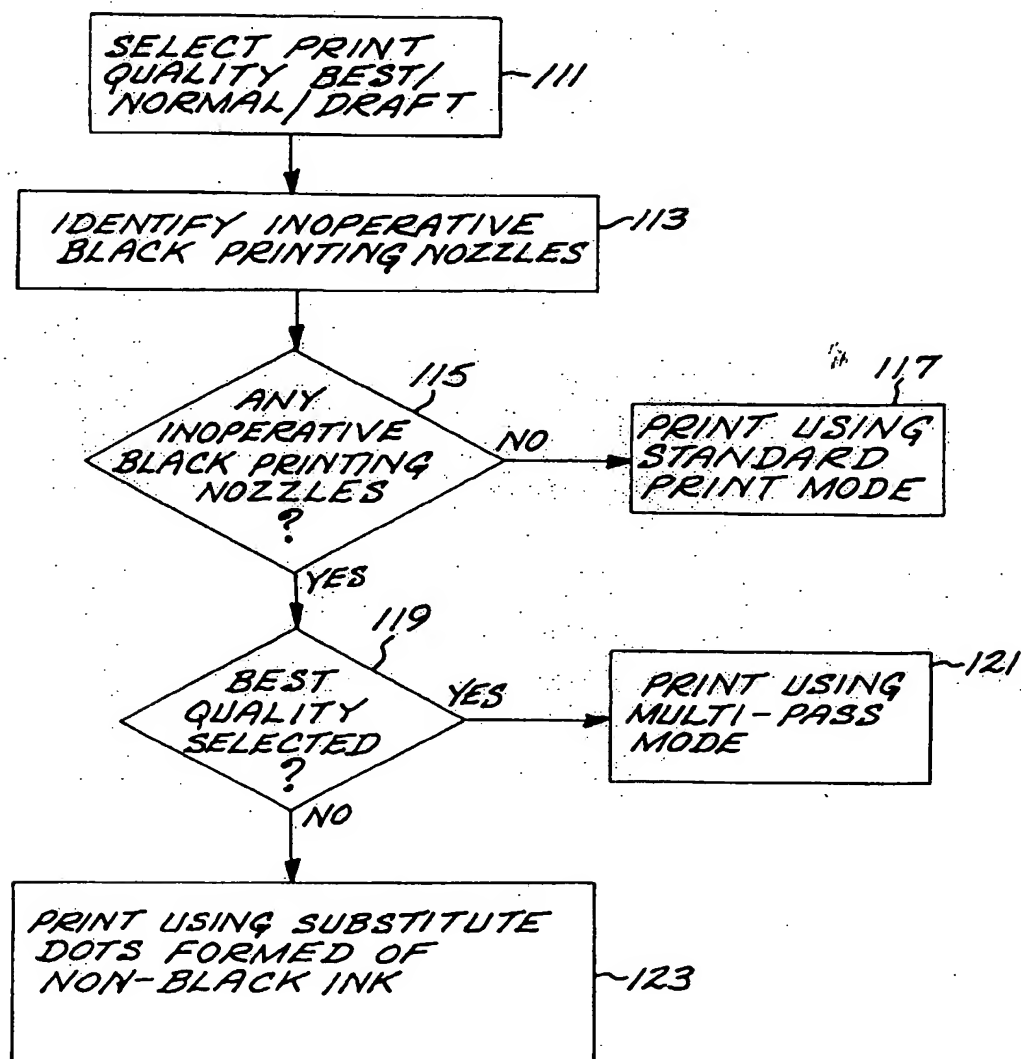 SELECT PRINT
QUALITY BEST/
NORMAL/DRAFT
111
IDENTIFY INOPERATIVE
BLACK PRINTING NOZZLES
113
115
ANY
INOPERATIVE
BLACK PRINTING
NOZZLES
?
NO
117
PRINT USING
STANDARD
PRINT MODE
YES
119
BEST
QUALITY
SELECTED
?
YES
121
PRINT USING
MULTI-PASS
MODE
NO
PRINT USING SUBSTITUTE
DOTS FORMED OF
NON-BLACK INK
123